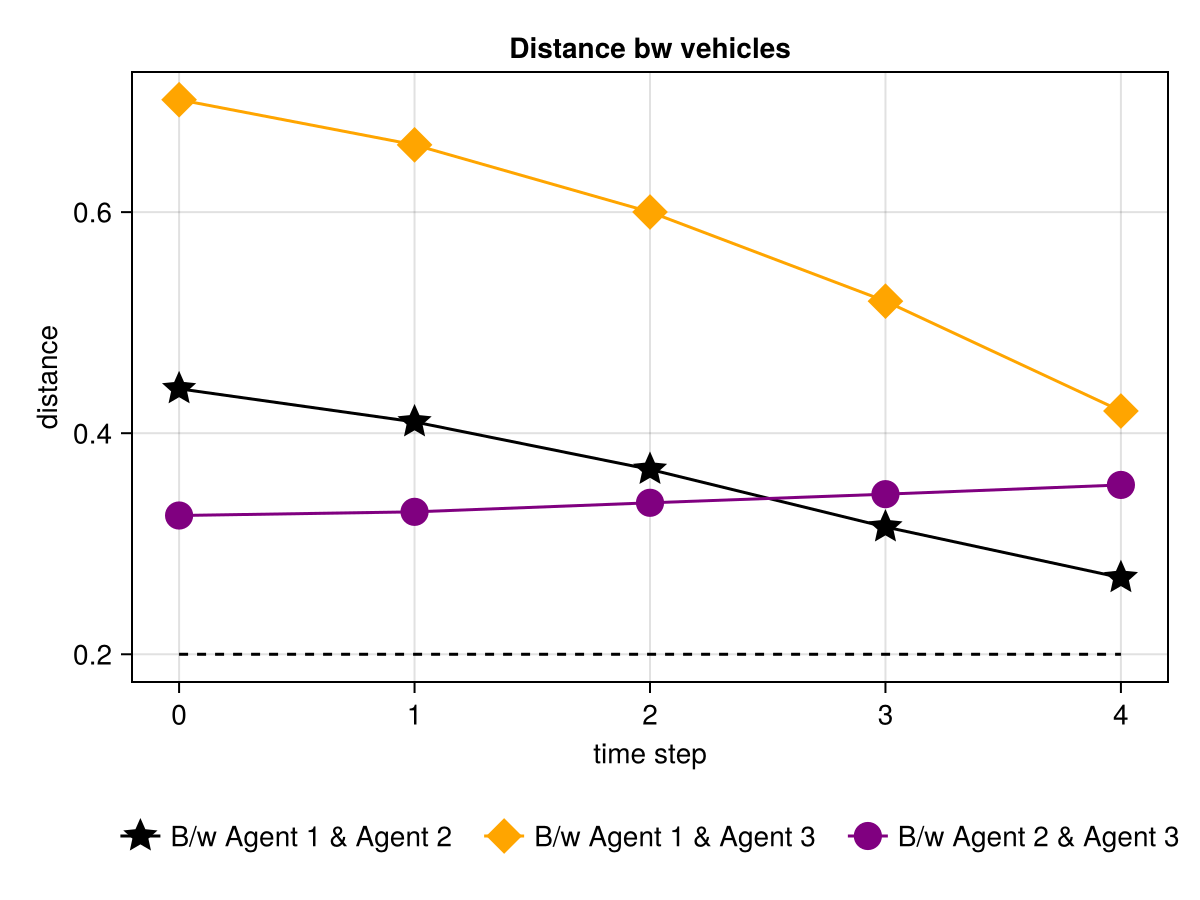 Distance bw vehicles
distance
0.6
0.4
0.2
0 1 2 3 4
time step
B/w Agent 1 & Agent 2 B/w Agent 1 & Agent 3 B/w Agent 2 & Agent 3